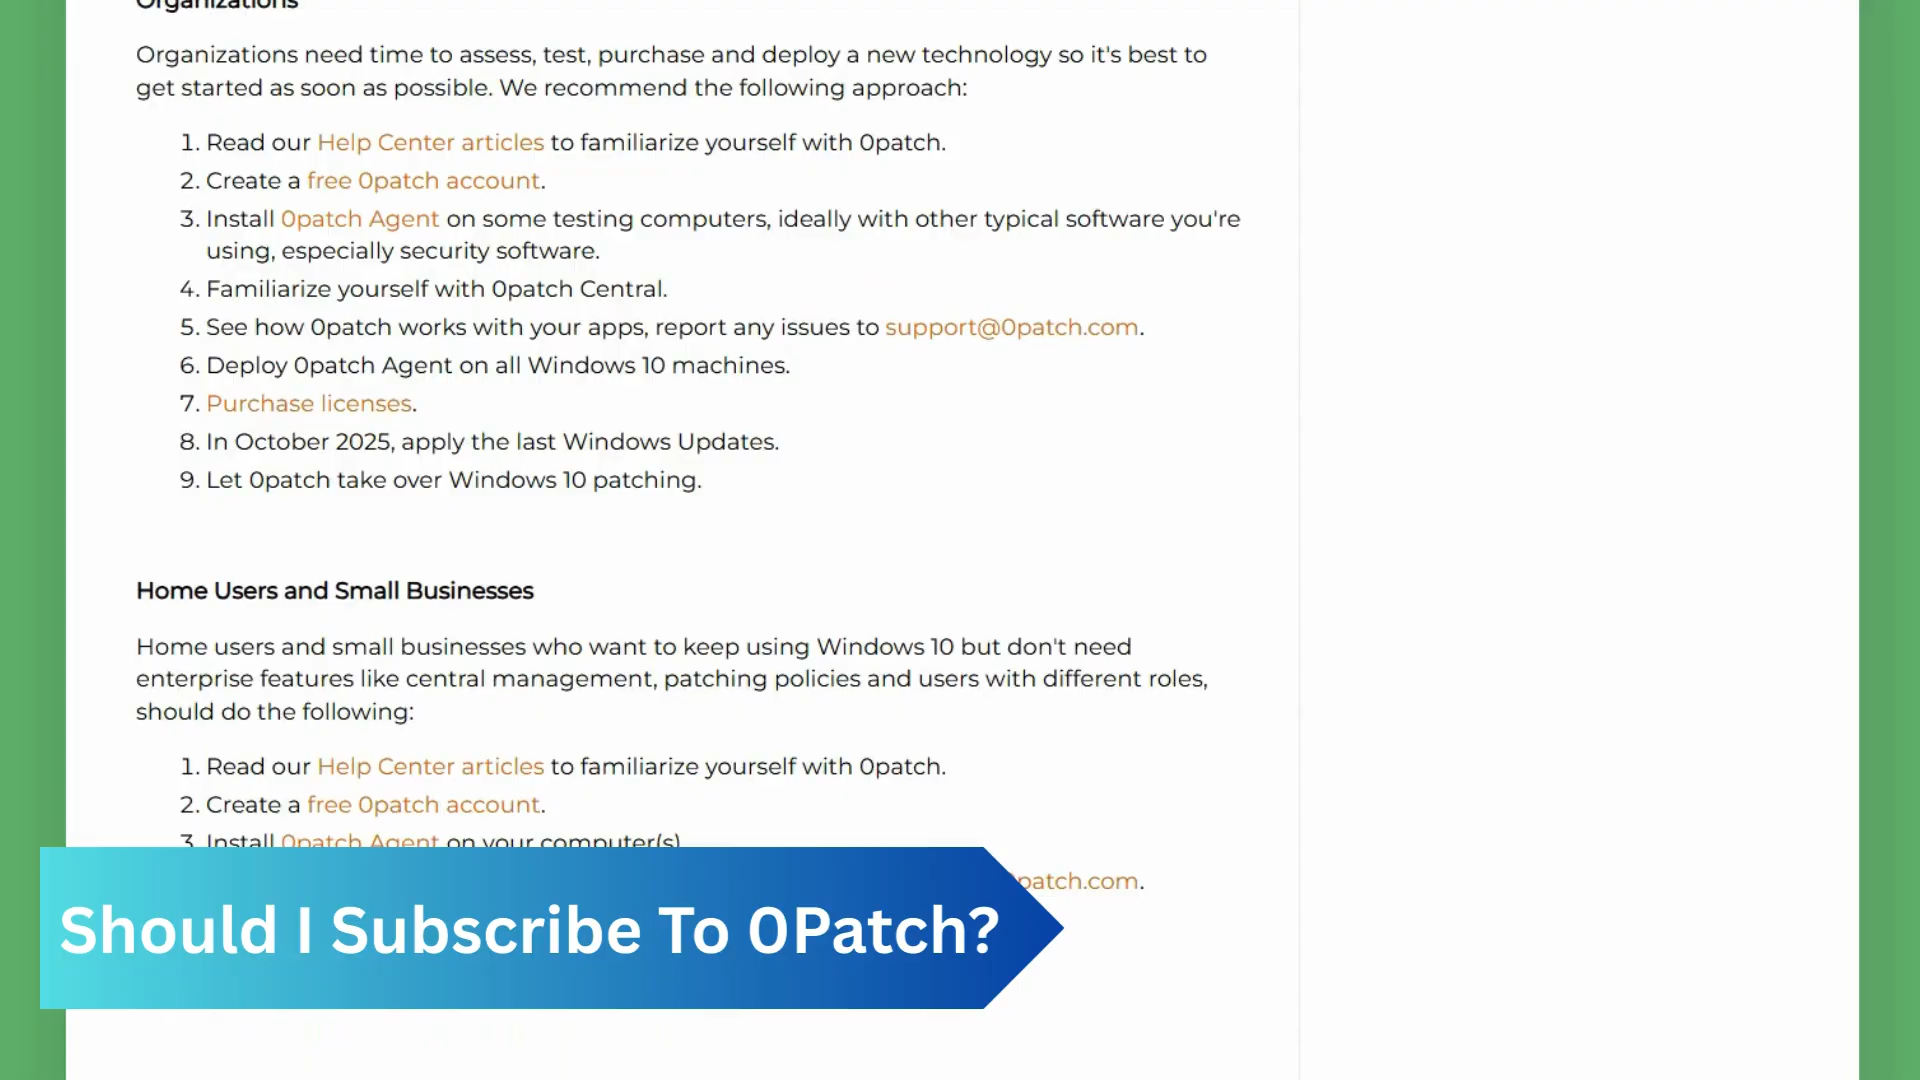 Organizations
Organizations need time to assess, test, purchase and deploy a new technology so it's best to
get started as soon as possible. We recommend the following approach:
1. Read our Help Center articles to familiarize yourself with 0patch.
2. Create a free 0patch account.
3. Install 0patch Agent on some testing computers, ideally with other typical software you're
using, especially security software.
4. Familiarize yourself with 0patch Central.
5. See how 0patch works with your apps, report any issues to support@0patch.com.
6. Deploy 0patch Agent on all Windows 10 machines.
7. Purchase licenses.
8. In October 2025, apply the last Windows Updates.
9. Let 0patch take over Windows 10 patching.
Home Users and Small Businesses
Home users and small businesses who want to keep using Windows 10 but don't need
enterprise features like central management, patching policies and users with different roles,
should do the following:
1. Read our Help Center articles to familiarize yourself with 0patch.
2. Create a free 0patch account.
3. Install 0patch Agent on your computer(s)
patch.com.
Should I Subscribe To 0Patch?